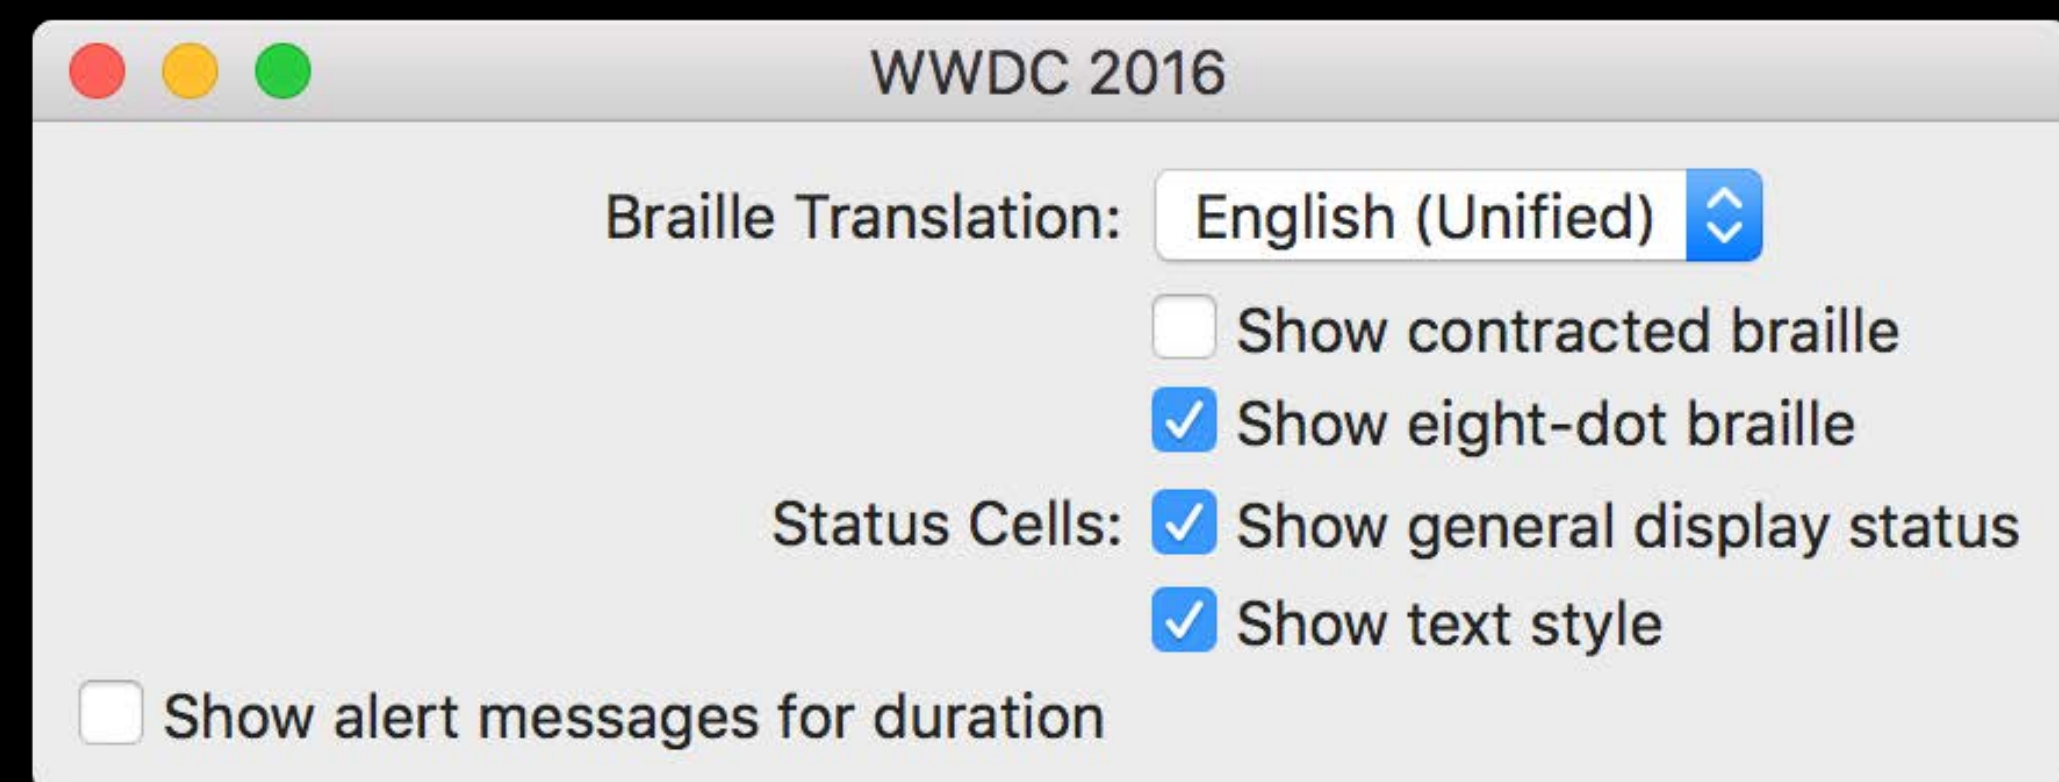 WWDC 2016
Braille Translation: English (Unified)
Show contracted braille
Show eight-dot braille
Status Cells: Show general display status
Show text style
Show alert messages for duration